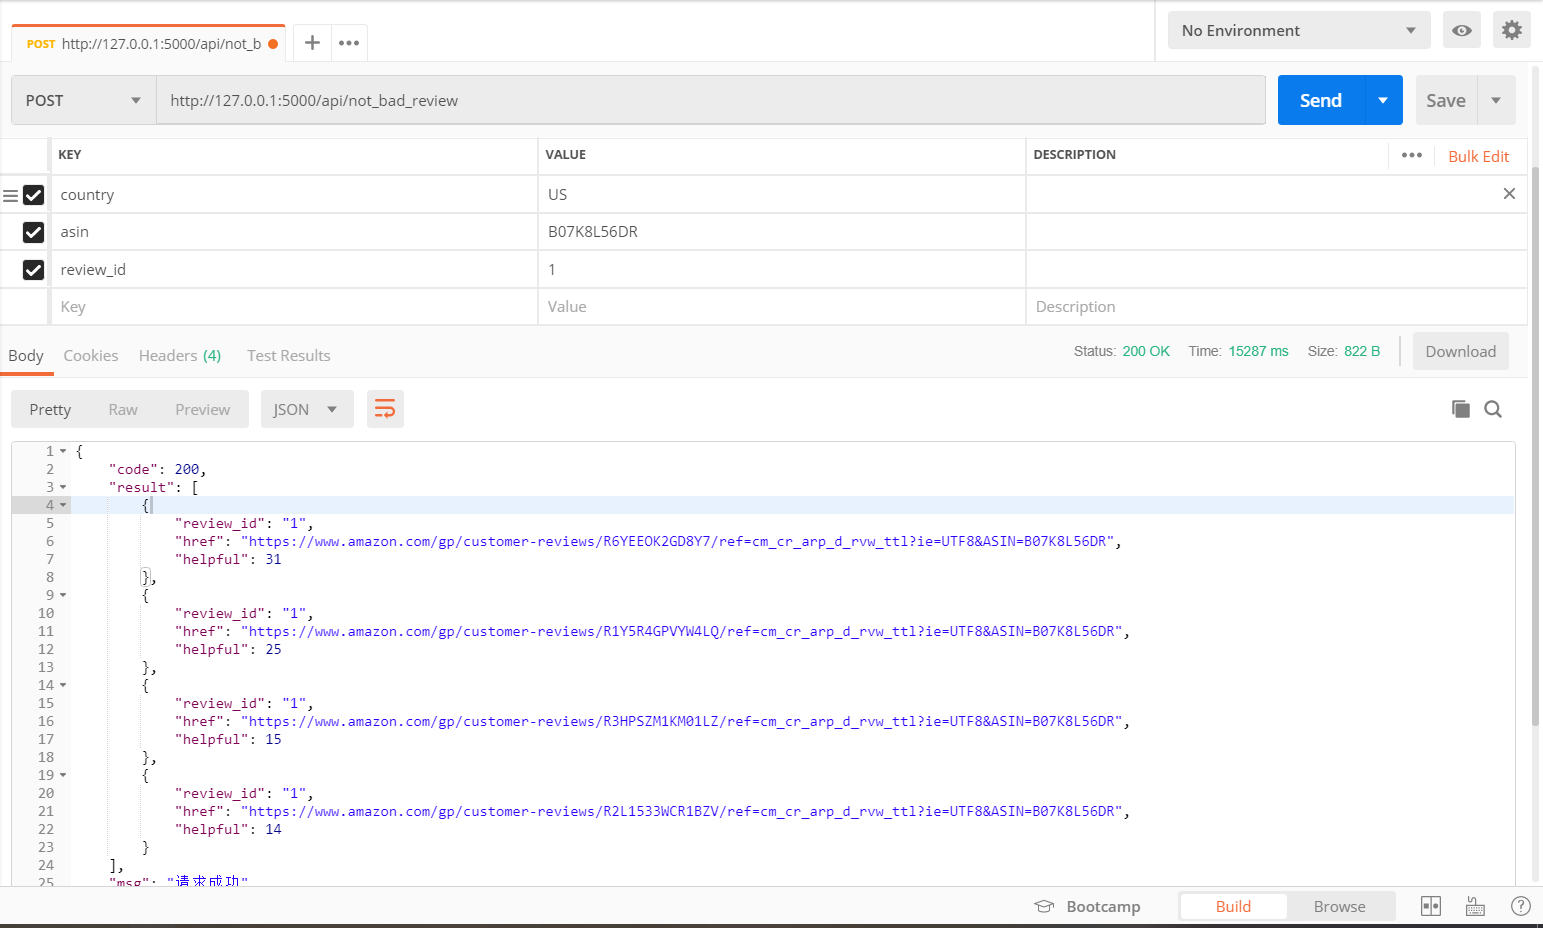 POST http://127.0.0.1:5000/api/not_b
No Environment
POST http://127.0.0.1:5000/api/not_bad_review Send Save
KEY VALUE DESCRIPTION Bulk Edit
country US
asin B07K8L56DR
review_id 1
Key Value Description
Body Cookies Headers (4) Test Results Status: 200 OK Time: 15287 ms Size: 822 B Download
Pretty Raw Preview JSON
1 {
2 "code": 200,
3 "result": [
4 {
5 "review_id": "1",
6 "href": "https://www.amazon.com/gp/customer-reviews/R6YEEOK2GD8Y7/ref=cm_cr_arp_d_rvw_ttl?ie=UTF8&ASIN=B07K8L56DR",
7 "helpful": 31
8 },
9 {
10 "review_id": "1",
11 "href": "https://www.amazon.com/gp/customer-reviews/R1Y5R4GPVYW4LQ/ref=cm_cr_arp_d_rvw_ttl?ie=UTF8&ASIN=B07K8L56DR",
12 "helpful": 25
13 },
14 {
15 "review_id": "1",
16 "href": "https://www.amazon.com/gp/customer-reviews/R3HPSZM1KM01LZ/ref=cm_cr_arp_d_rvw_ttl?ie=UTF8&ASIN=B07K8L56DR",
17 "helpful": 15
18 },
19 {
20 "review_id": "1",
21 "href": "https://www.amazon.com/gp/customer-reviews/R2L1533WCR1BZV/ref=cm_cr_arp_d_rvw_ttl?ie=UTF8&ASIN=B07K8L56DR",
22 "helpful": 14
23 }
24 ],
25 "msg": "请求成功"
Bootcamp Build Browse